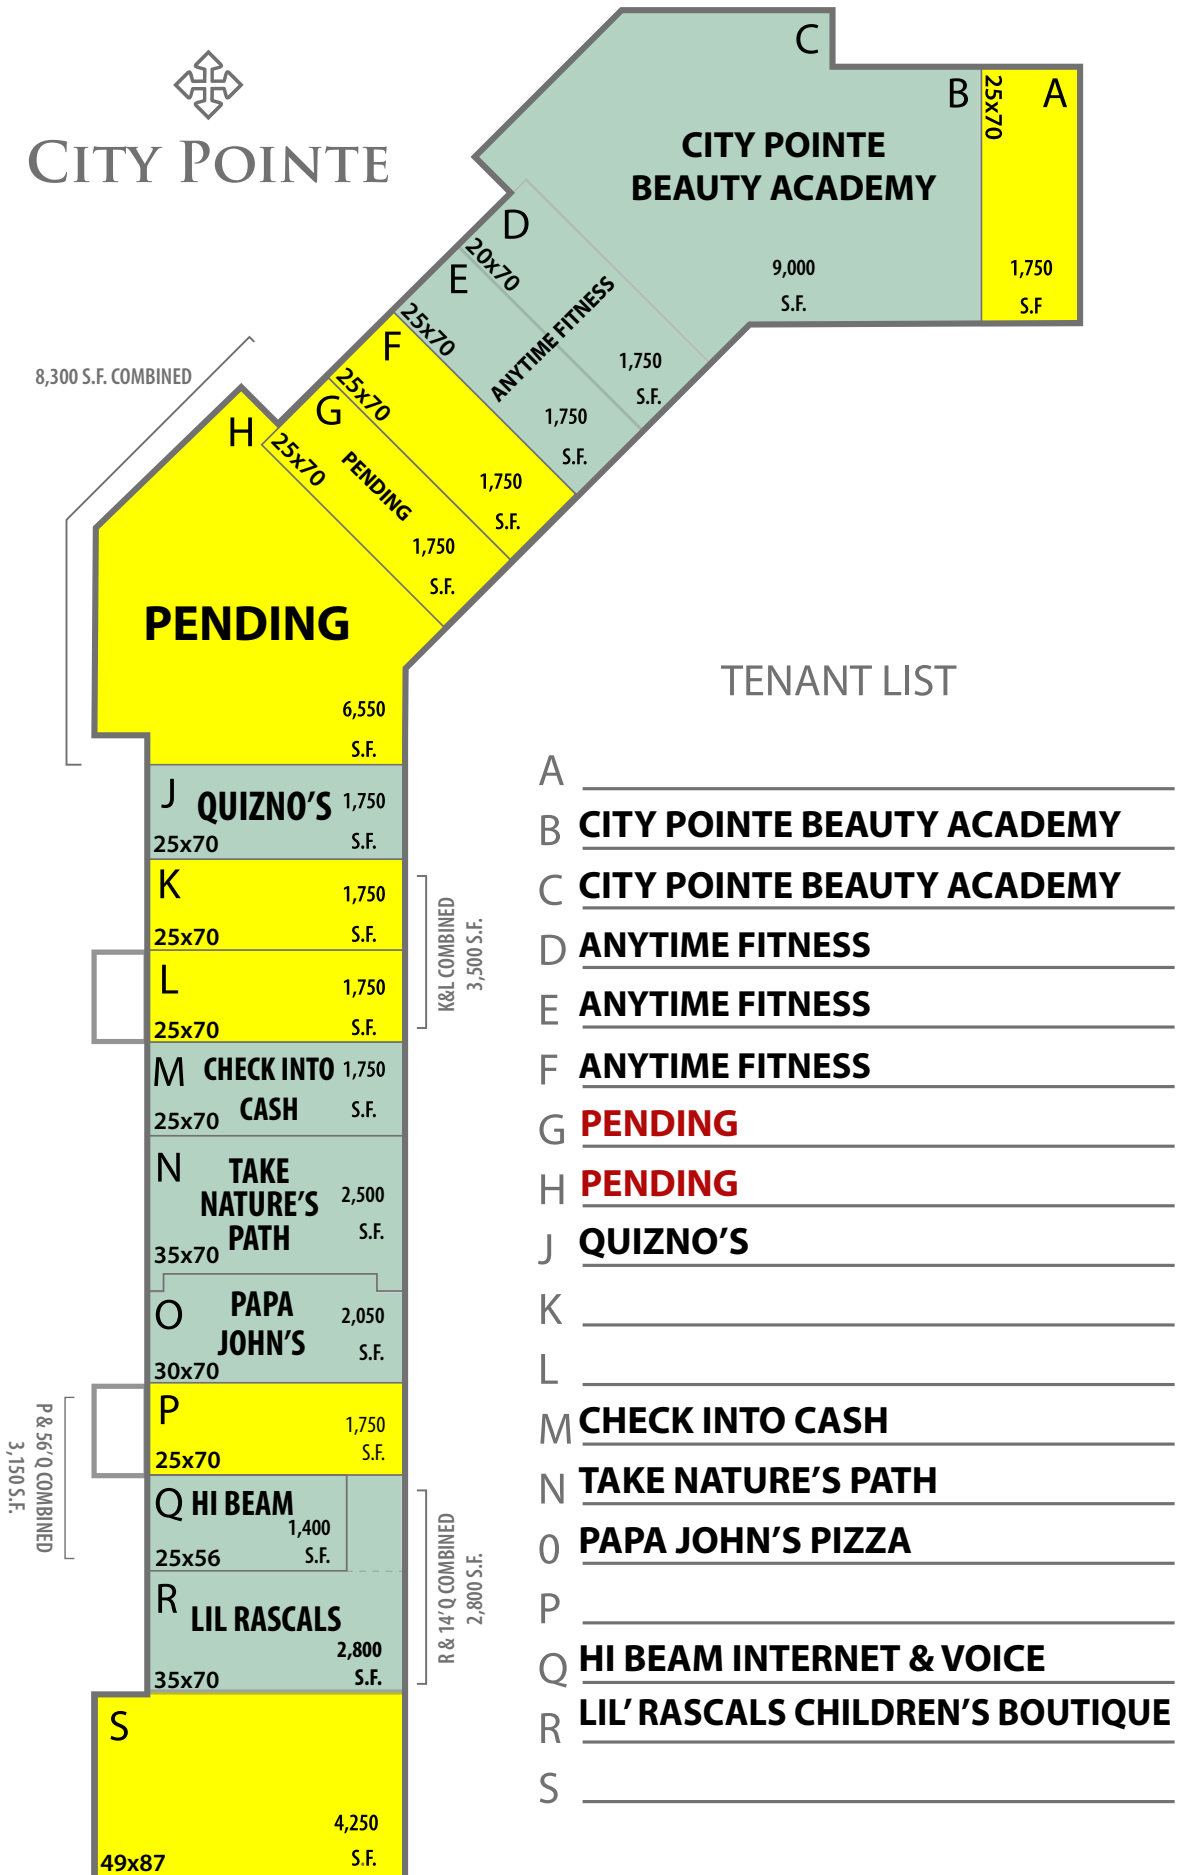 CITY POINTE
C
B
25x70
A
CITY POINTE
BEAUTY ACADEMY
9,000
S.F.
1,750
S.F
D
20x70
E
25x70
ANYTIME FITNESS
1,750
S.F.
1,750
S.F.
F
25x70
1,750
S.F.
G
25x70
PENDING
1,750
S.F.
8,300 S.F. COMBINED
H
PENDING
6,550
S.F.
J
QUIZNO'S
1,750
S.F.
25x70
K
1,750
S.F.
25x70
L
1,750
S.F.
25x70
K&L COMBINED
3,500 S.F.
M
CHECK INTO
CASH
1,750
S.F.
25x70
N
TAKE
NATURE'S
PATH
2,500
S.F.
35x70
O
PAPA
JOHN'S
2,050
S.F.
30x70
P
1,750
S.F.
25x70
P & 56'Q COMBINED
3,150 S.F.
Q
HI BEAM
1,400
S.F.
25x56
R
LIL RASCALS
2,800
S.F.
35x70
R & 14'Q COMBINED
2,800 S.F.
S
4,250
S.F.
49x87
TENANT LIST
A
B CITY POINTE BEAUTY ACADEMY
C CITY POINTE BEAUTY ACADEMY
D ANYTIME FITNESS
E ANYTIME FITNESS
F ANYTIME FITNESS
G PENDING
H PENDING
J QUIZNO'S
K
L
M CHECK INTO CASH
N TAKE NATURE'S PATH
0 PAPA JOHN'S PIZZA
P
Q HI BEAM INTERNET & VOICE
R LIL' RASCALS CHILDREN'S BOUTIQUE
S